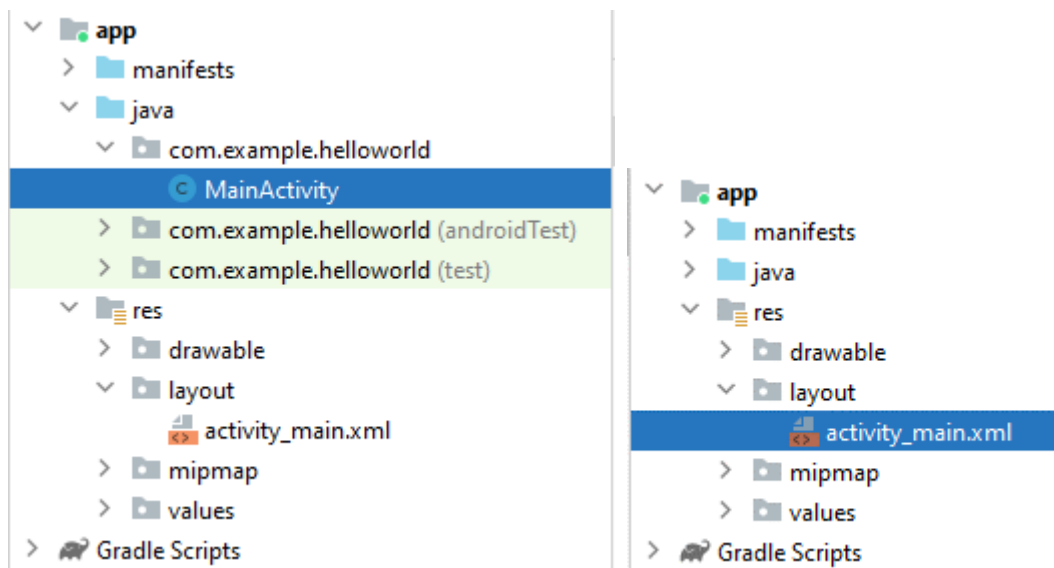 app
manifests
java
com.example.helloworld
C MainActivity
com.example.helloworld (androidTest)
com.example.helloworld (test)
res
drawable
layout
<> activity_main.xml
mipmap
values
Gradle Scripts
app
manifests
java
res
drawable
layout
<> activity_main.xml
mipmap
values
Gradle Scripts